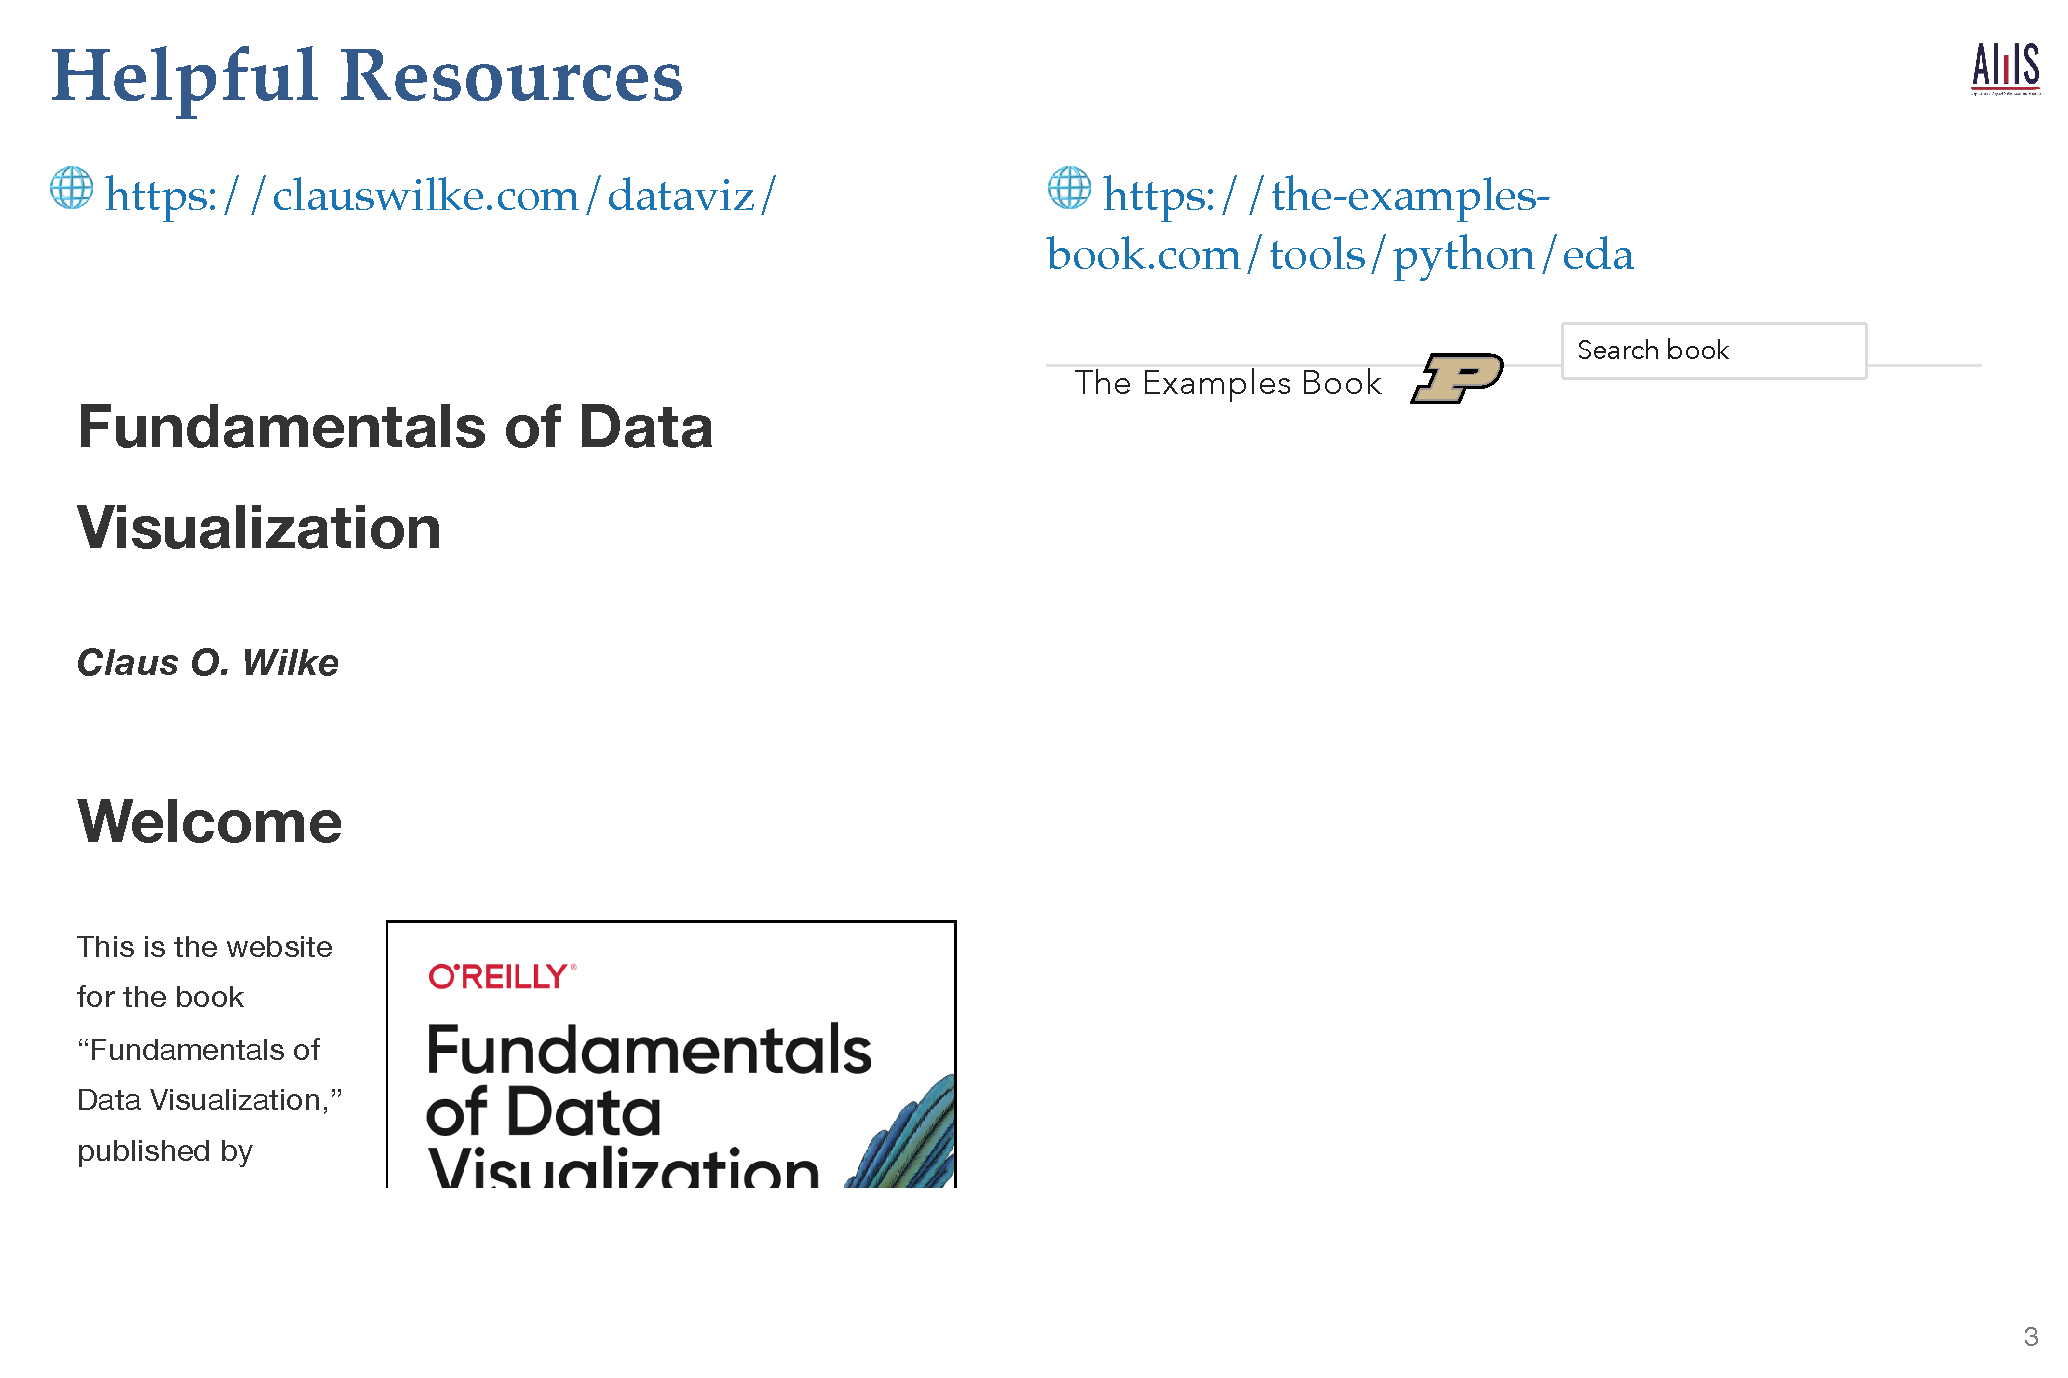 Helpful Resources
AIMS
https://clauswilke.com/dataviz/
Fundamentals of Data
Visualization
Claus O. Wilke
Welcome
This is the website
for the book
“Fundamentals of
Data Visualization,”
published by
O'REILLY®
Fundamentals
of Data
Visualization
https://the-examples-
book.com/tools/python/eda
Search book
The Examples Book
P
3